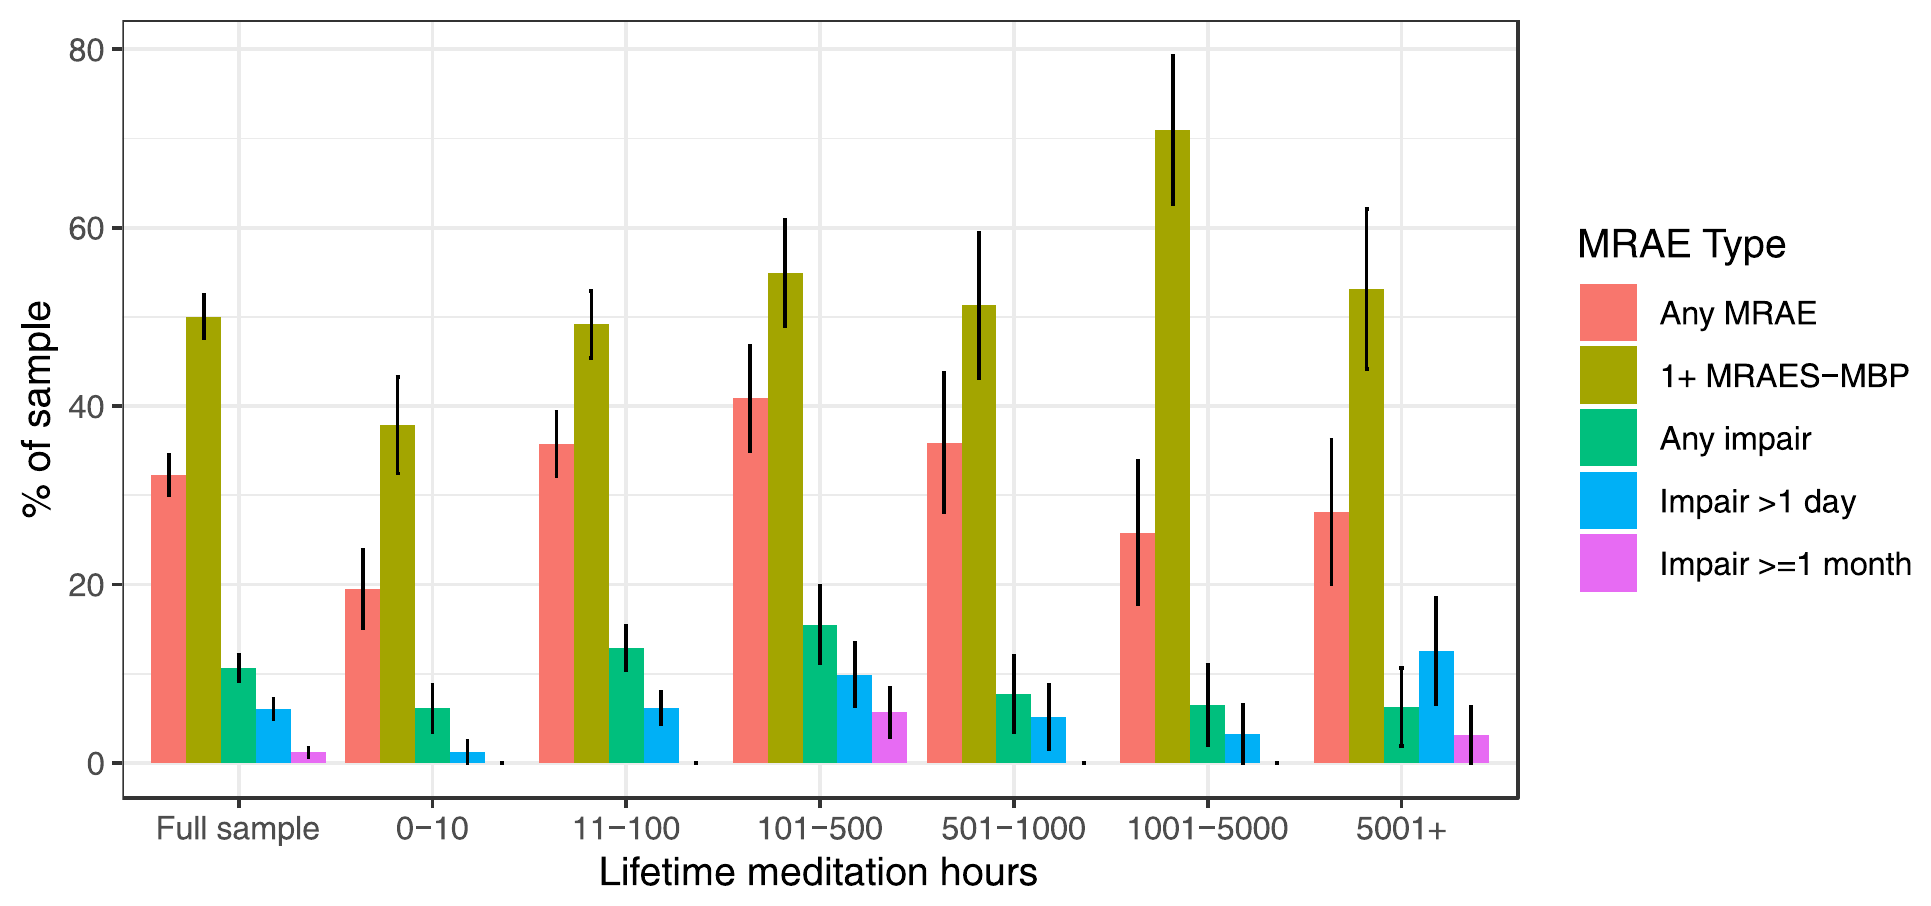 80
60
40
20
0
% of sample
Full sample
0−10
11−100
101−500
501−1000
1001−5000
5001+
Lifetime meditation hours
MRAE Type
Any MRAE
1+ MRAES−MBP
Any impair
Impair >1 day
Impair >=1 month